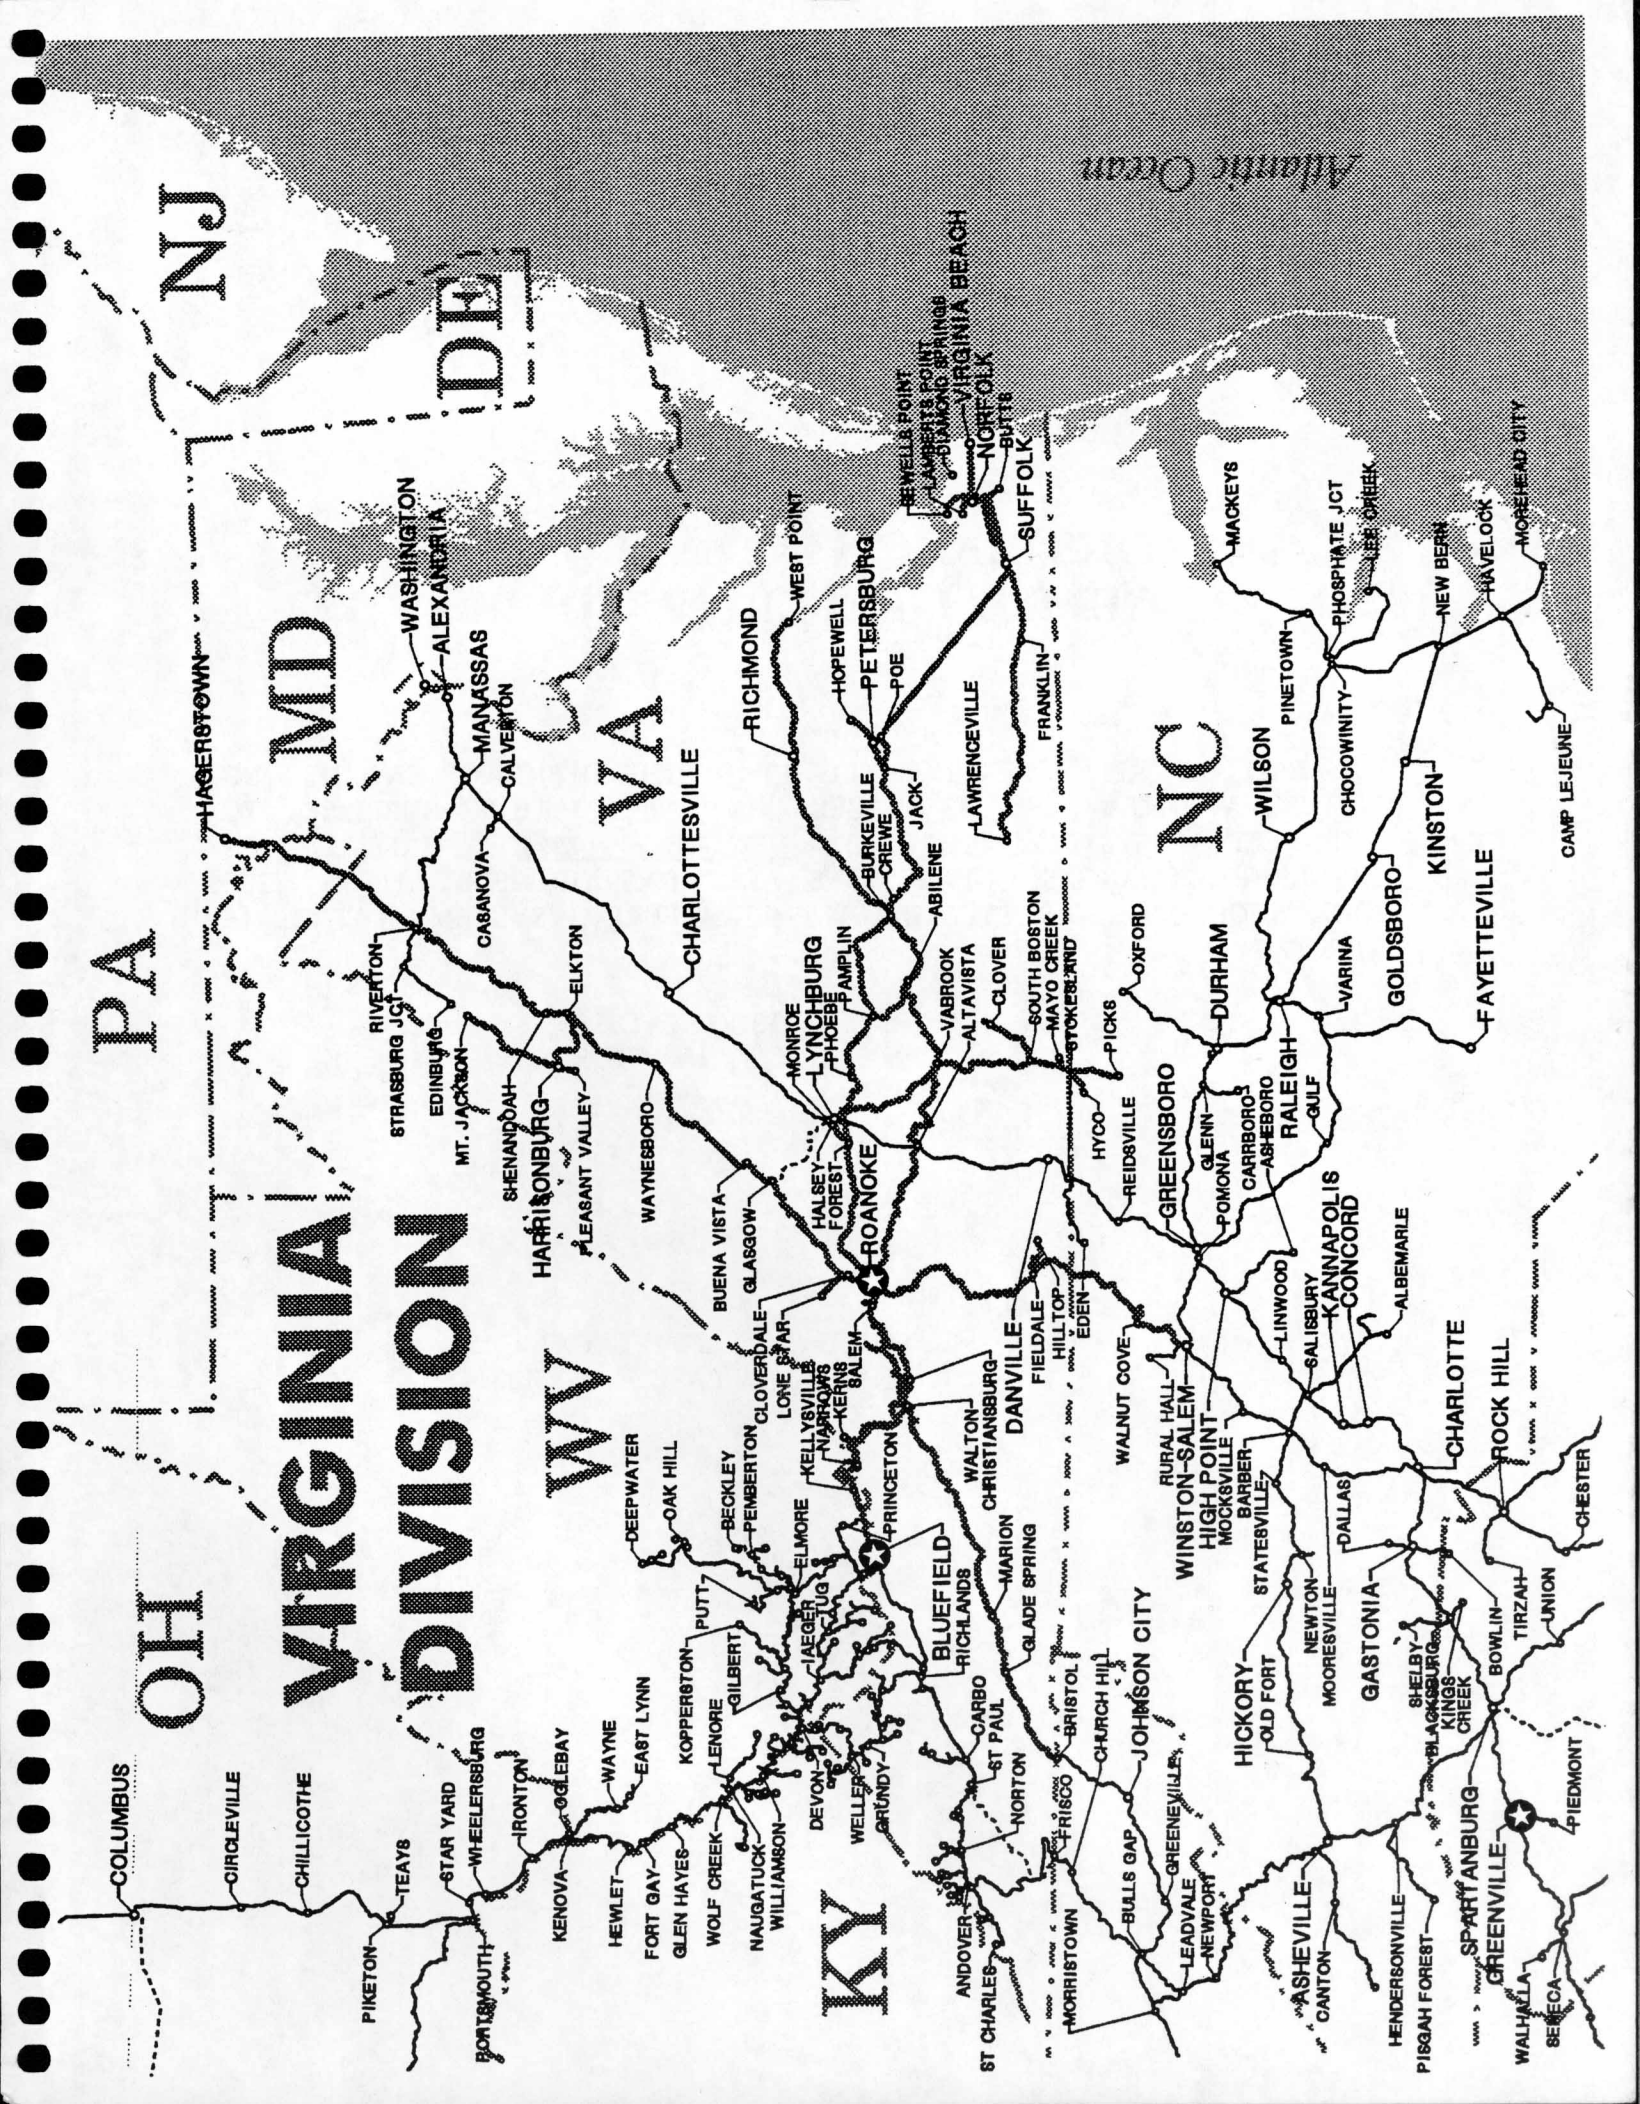 VIRGINIA
DIVISION
OH
PA
NJ
MD
DE
WV
VA
KY
NC
Atlantic Ocean
COLUMBUS
CIRCLEVILLE
CHILLICOTHE
TEAYS
PIKETON
STAR YARD
WHEELERSBURG
PORTSMOUTH
IRONTON
OGLEBAY
KENOVA
WAYNE
EAST LYNN
HEWLET
FORT GAY
GLEN HAYES
WOLF CREEK
NAUGATUCK
WILLIAMSON
LENORE
KOPPERSTON
GILBERT
PUTT
DEEPWATER
OAK HILL
BECKLEY
PEMBERTON
ELMORE
IAEGER
TUG
DEVON
WELLER
GRUNDY
PRINCETON
BLUEFIELD
RICHLANDS
CARBO
ST PAUL
NORTON
ANDOVER
ST CHARLES
HAGERSTOWN
WASHINGTON
ALEXANDRIA
MANASSAS
CALVERTON
CASANOVA
RIVERTON
STRASBURG JCT
EDINBURG
MT. JACKSON
SHENANDOAH
HARRISONBURG
PLEASANT VALLEY
ELKTON
WAYNESBORO
CHARLOTTESVILLE
BUENA VISTA
GLASGOW
CLOVERDALE
LONE STAR
KELLYSVILLE
NARROWS
KERNS
SALEM
ROANOKE
HALSEY
FOREST
MONROE
LYNCHBURG
PHOEBE
PAMPLIN
RICHMOND
WEST POINT
HOPEWELL
PETERSBURG
POE
BURKEVILLE
CREWE
JACK
ABILENE
SEWELLS POINT
LAMBERTS POINT
DIAMOND SPRINGS
VIRGINIA BEACH
NORFOLK
BUTTS
SUFFOLK
FRANKLIN
LAWRENCEVILLE
VABROOK
ALTAVISTA
CLOVER
SOUTH BOSTON
MAYO CREEK
STOKESLAND
PICKS
HYCO
WALTON
CHRISTIANSBURG
MARION
GLADE SPRING
BRISTOL
FRISCO
CHURCH HILL
JOHNSON CITY
BULLS GAP
GREENEVILLE
MORRISTOWN
LEADVALE
NEWPORT
DANVILLE
FIELDALE
HILLTOP
EDEN
REIDSVILLE
WALNUT COVE
RURAL HALL
WINSTON-SALEM
HIGH POINT
MOCKSVILLE
BARBER
STATESVILLE
GREENSBORO
GLENN
POMONA
CARRBORO
ASHEBORO
OXFORD
DURHAM
RALEIGH
GULF
VARINA
WILSON
GOLDSBORO
KINSTON
FAYETTEVILLE
MACKEYS
PINETOWN
PHOSPHATE JCT
LEE CREEK
CHOCOWINITY
NEW BERN
HAVELOCK
MOREHEAD CITY
CAMP LEJEUNE
LINWOOD
SALISBURY
KANNAPOLIS
CONCORD
ALBEMARLE
CHARLOTTE
ROCK HILL
CHESTER
DALLAS
NEWTON
MOORESVILLE
HICKORY
OLD FORT
GASTONIA
SHELBY
BLACKSBURG
KINGS
CREEK
BOWLIN
TIRZAH
UNION
ASHEVILLE
CANTON
HENDERSONVILLE
PISGAH FOREST
SPARTANBURG
GREENVILLE
PIEDMONT
WALHALLA
SENECA